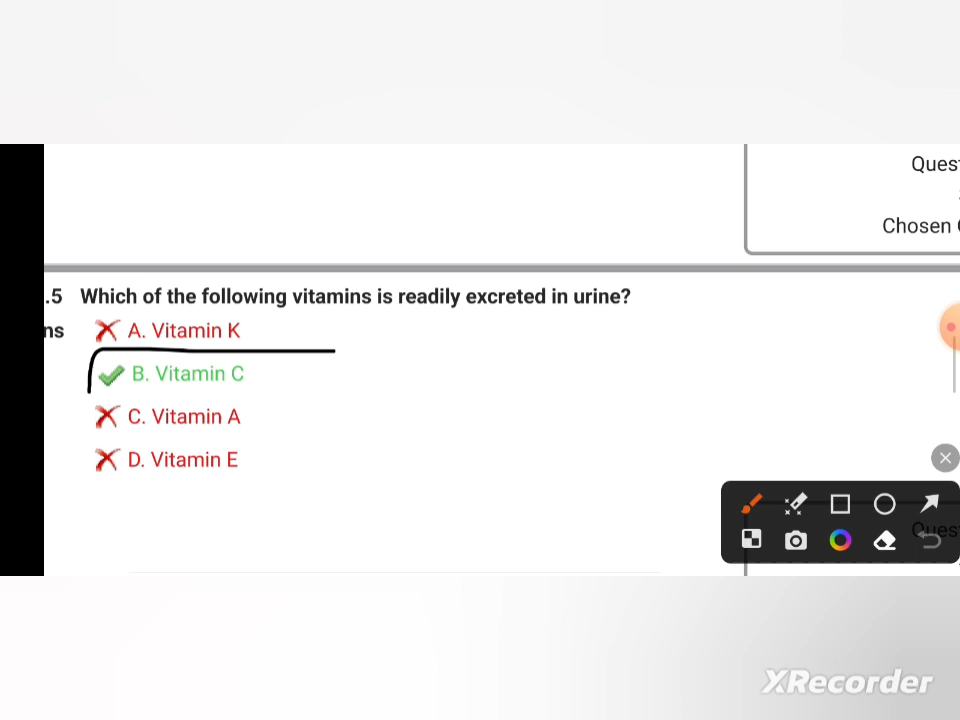 Ques
Chosen
.5 Which of the following vitamins is readily excreted in urine?
ns A. Vitamin K
B. Vitamin C
C. Vitamin A
D. Vitamin E
Ques
XRecorder